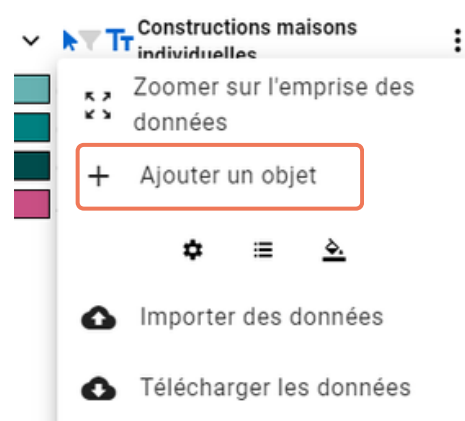 Constructions maisons
individuelles
Zoomer sur l'emprise des
données
Ajouter un objet
Importer des données
Télécharger les données